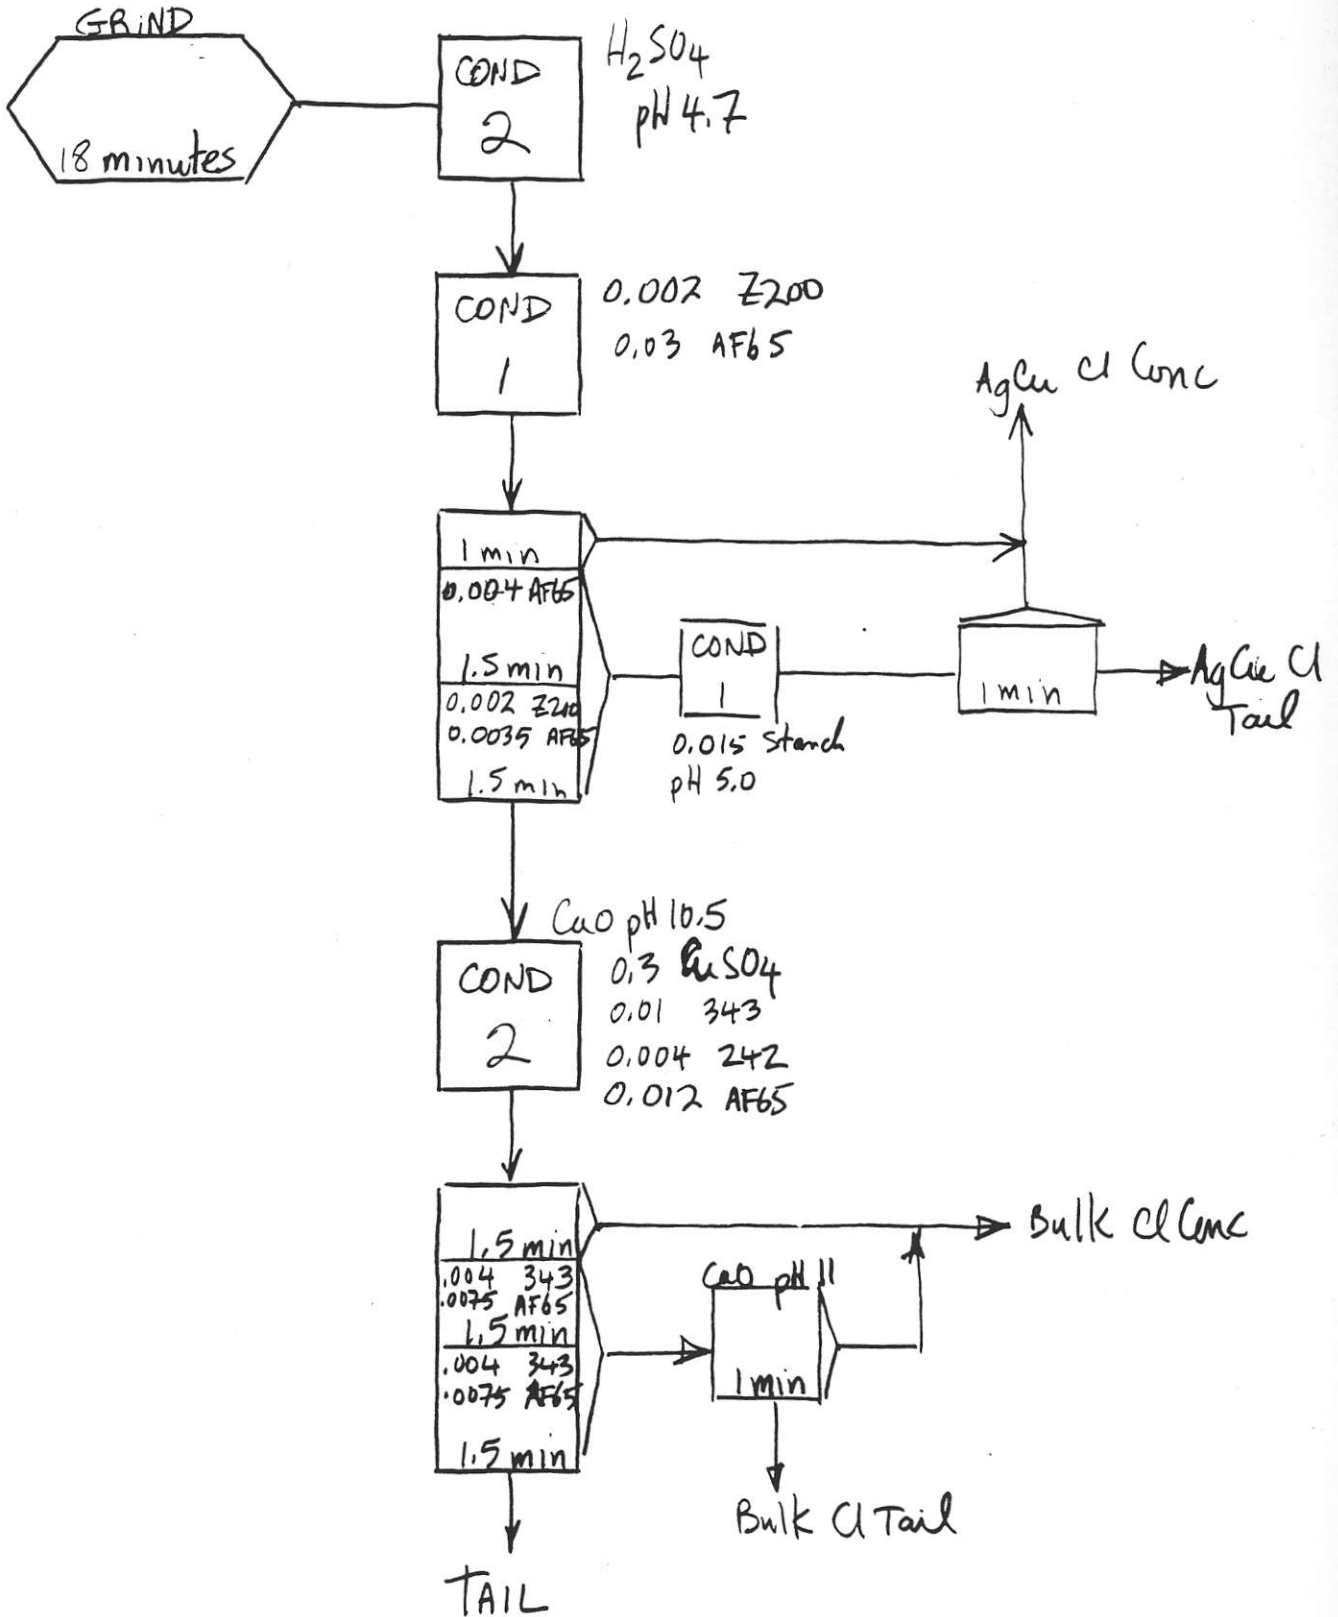 GRIND
18 minutes
COND
2
H2SO4
pH 4.7
COND
1
0.002 Z200
0.03 AF65
AgCu Cl Conc
1 min
0.004 AF65
1.5 min
0.002 Z200
0.0035 AF65
1.5 min
COND
1
0.015 Starch
pH 5.0
1 min
AgCu Cl
Tail
CaO pH 10.5
COND
2
0.3 CuSO4
0.01 343
0.004 242
0.012 AF65
1.5 min
.004 343
.0075 AF65
1.5 min
.004 343
.0075 AF65
1.5 min
CaO pH 11
1 min
Bulk Cl Conc
Bulk Cl Tail
TAIL